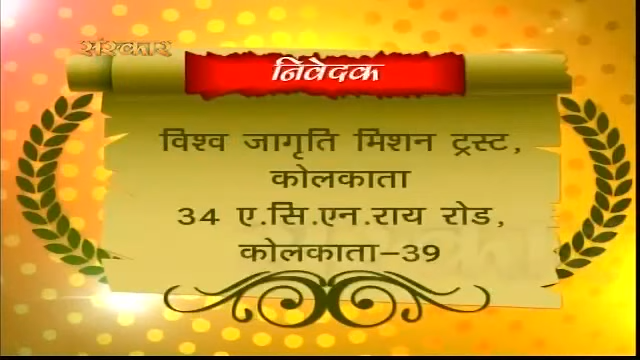 संस्कार
निवेदक
विश्व जागृति मिशन ट्रस्ट,
कोलकाता
34 ए.सि.एन.राय रोड,
कोलकाता-39